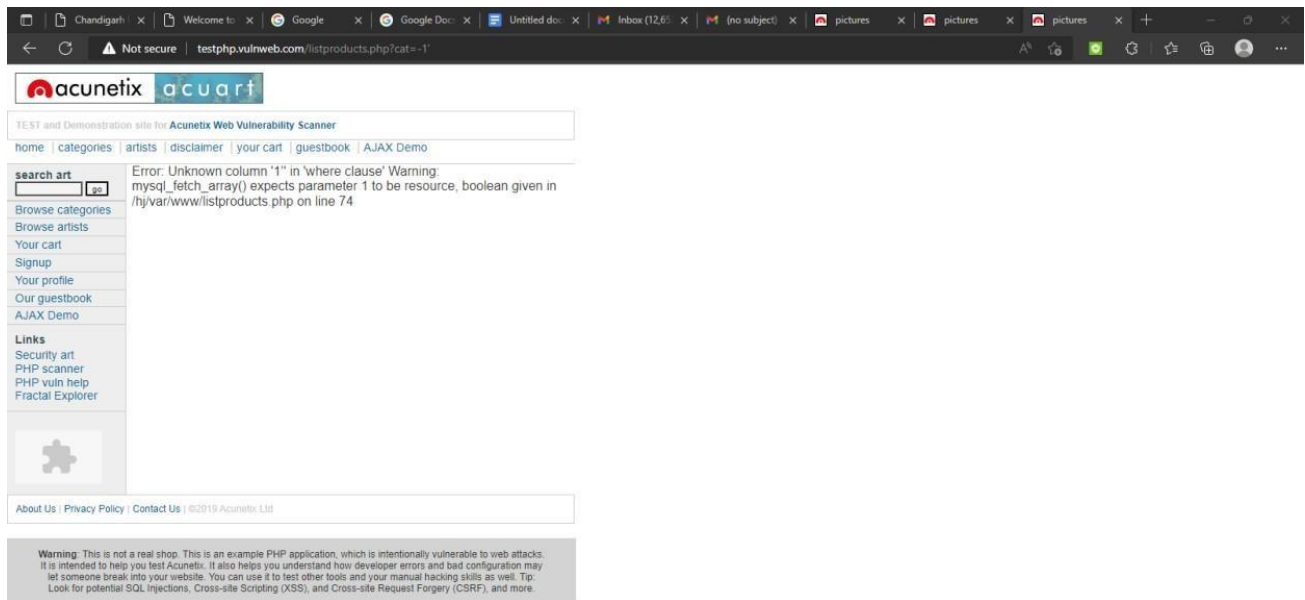 Chandigarh
Welcome to
Google
Google Doc
Untitled doc
Inbox (12,65
(no subject)
pictures
pictures
pictures
Not secure | testphp.vulnweb.com/listproducts.php?cat=-1'
acunetix acuart
TEST and Demonstration site for Acunetix Web Vulnerability Scanner
home | categories | artists | disclaimer | your cart | guestbook | AJAX Demo
search art
go
Browse categories
Browse artists
Your cart
Signup
Your profile
Our guestbook
AJAX Demo
Links
Security art
PHP scanner
PHP vuln help
Fractal Explorer
Error: Unknown column '1'' in 'where clause' Warning:
mysql_fetch_array() expects parameter 1 to be resource, boolean given in
/hj/var/www/listproducts.php on line 74
About Us | Privacy Policy | Contact Us | ©2019 Acunetix Ltd
Warning: This is not a real shop. This is an example PHP application, which is intentionally vulnerable to web attacks.
It is intended to help you test Acunetix. It also helps you understand how developer errors and bad configuration may
let someone break into your website. You can use it to test other tools and your manual hacking skills as well. Tip:
Look for potential SQL Injections, Cross-site Scripting (XSS), and Cross-site Request Forgery (CSRF), and more.